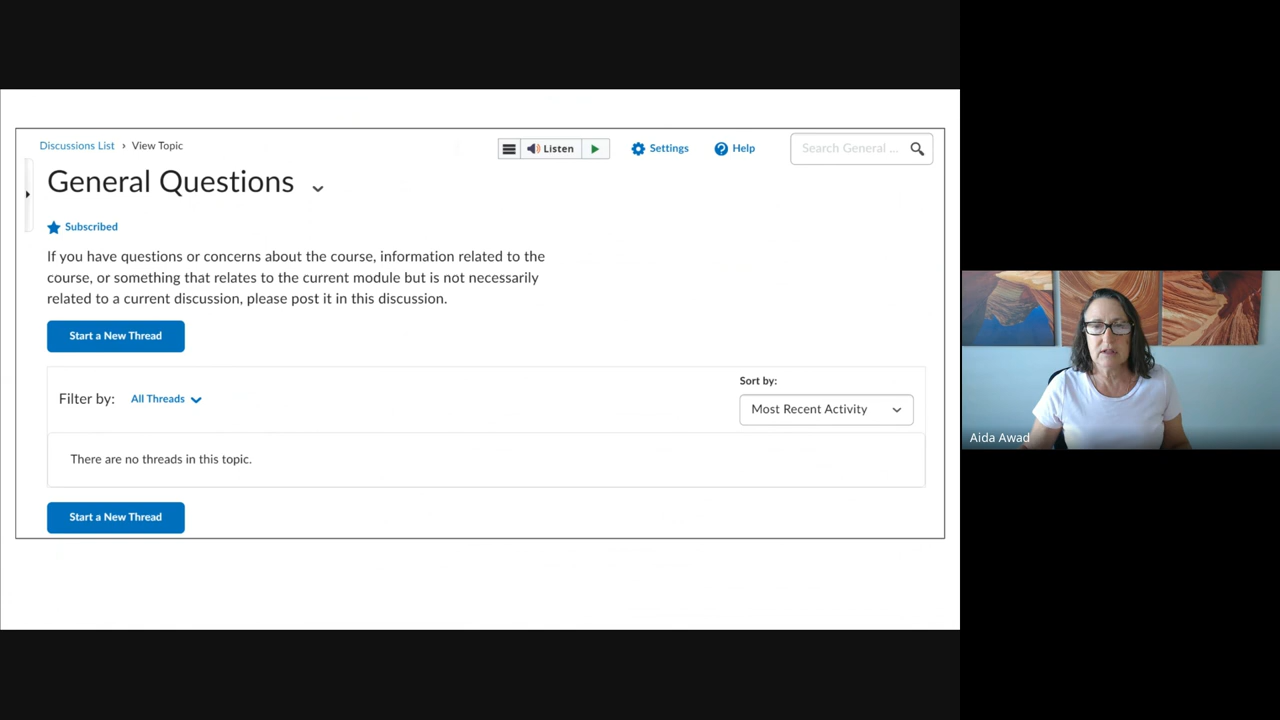 Discussions List › View Topic
Listen
Settings
Help
Search General ...
General Questions
Subscribed
If you have questions or concerns about the course, information related to the
course, or something that relates to the current module but is not necessarily
related to a current discussion, please post it in this discussion.
Start a New Thread
Filter by: All Threads
Sort by:
Most Recent Activity
There are no threads in this topic.
Start a New Thread
Aida Awad